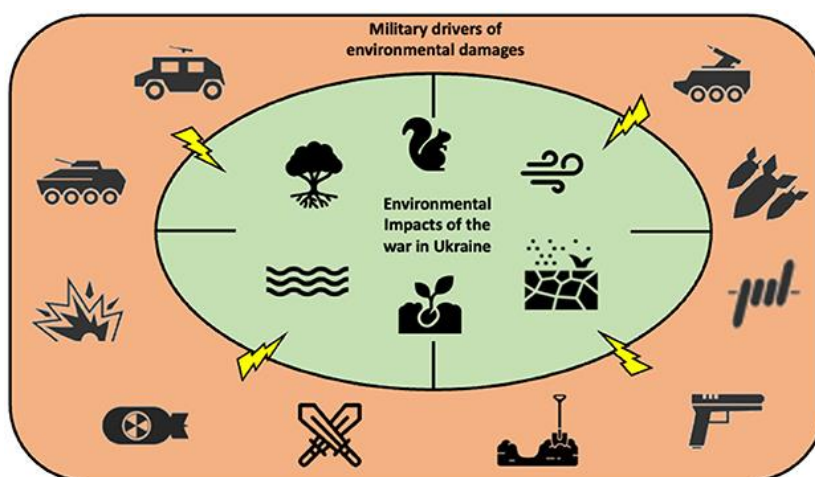 Military drivers of
environmental damages
Environmental
Impacts of the
war in Ukraine